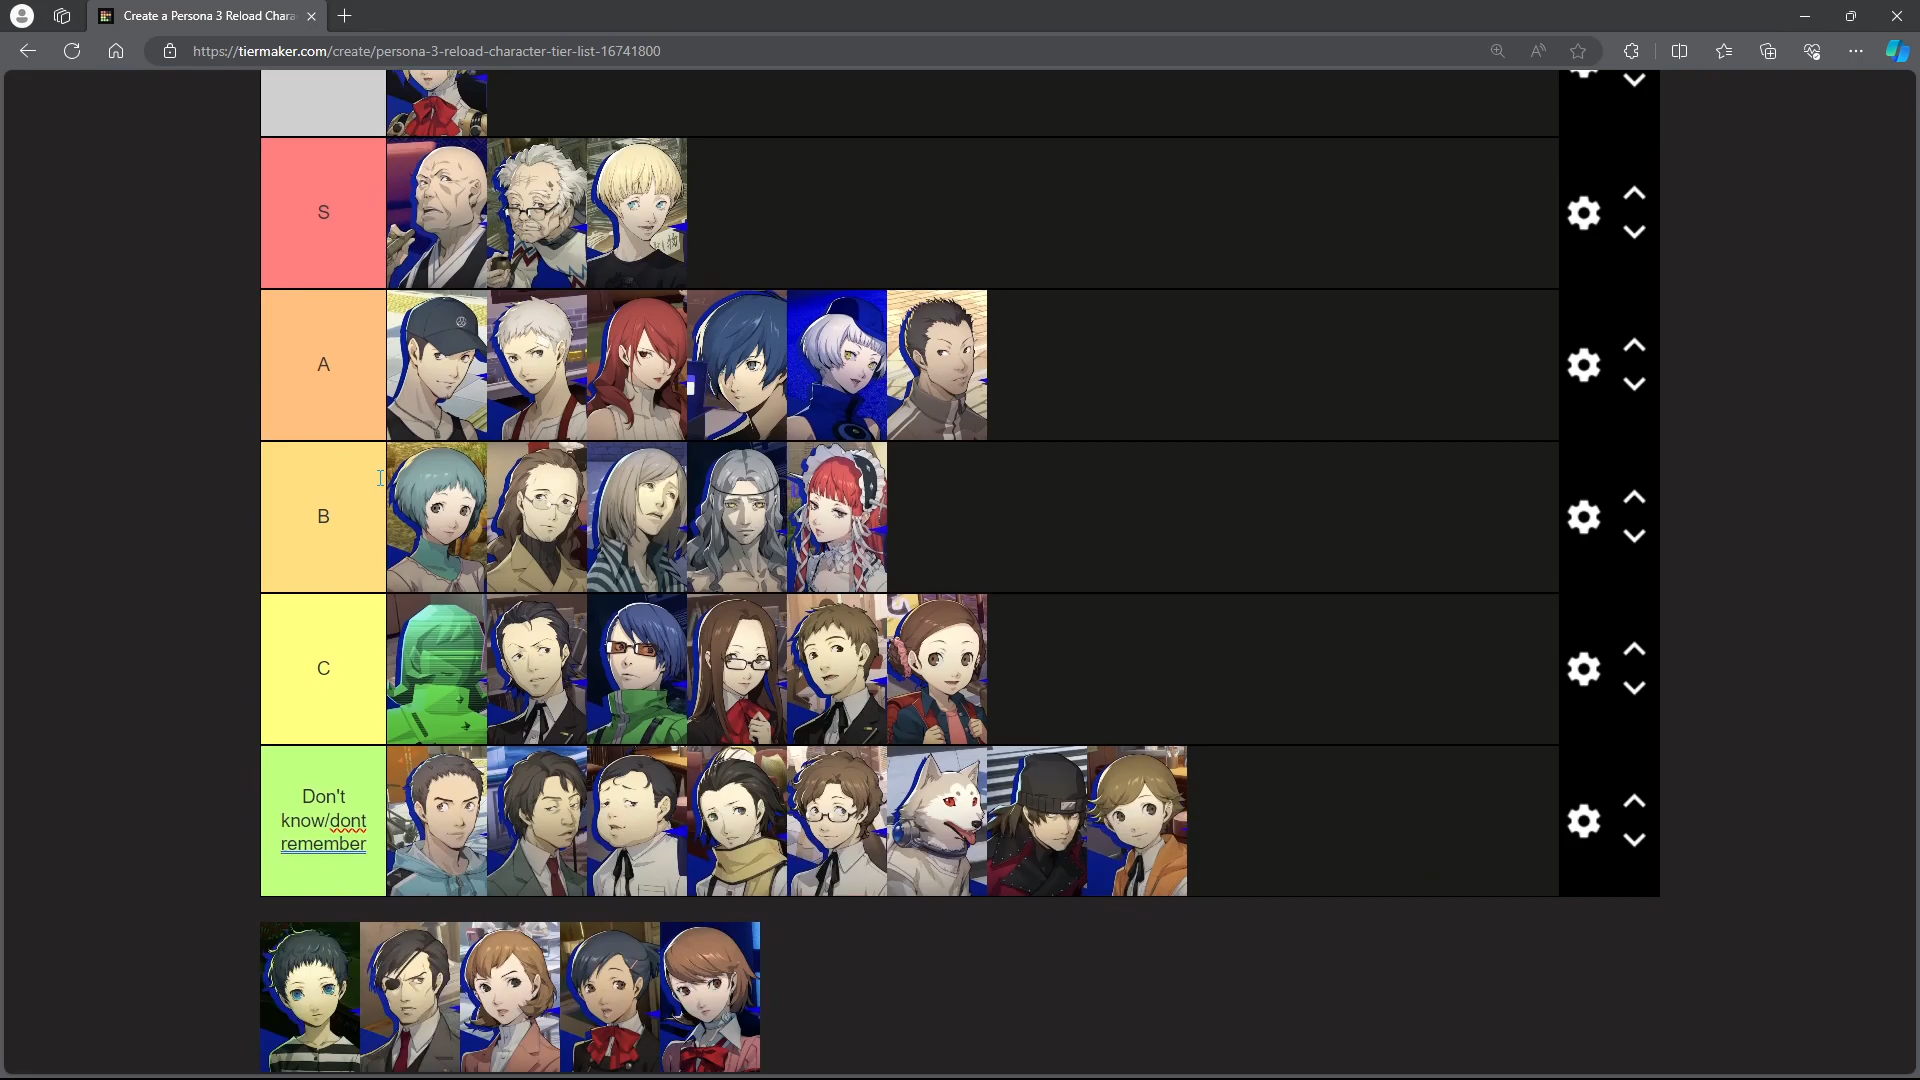 Create a Persona 3 Reload Chara
https://tiermaker.com/create/persona-3-reload-character-tier-list-16741800
S
A
B
C
Don't
know/dont
remember